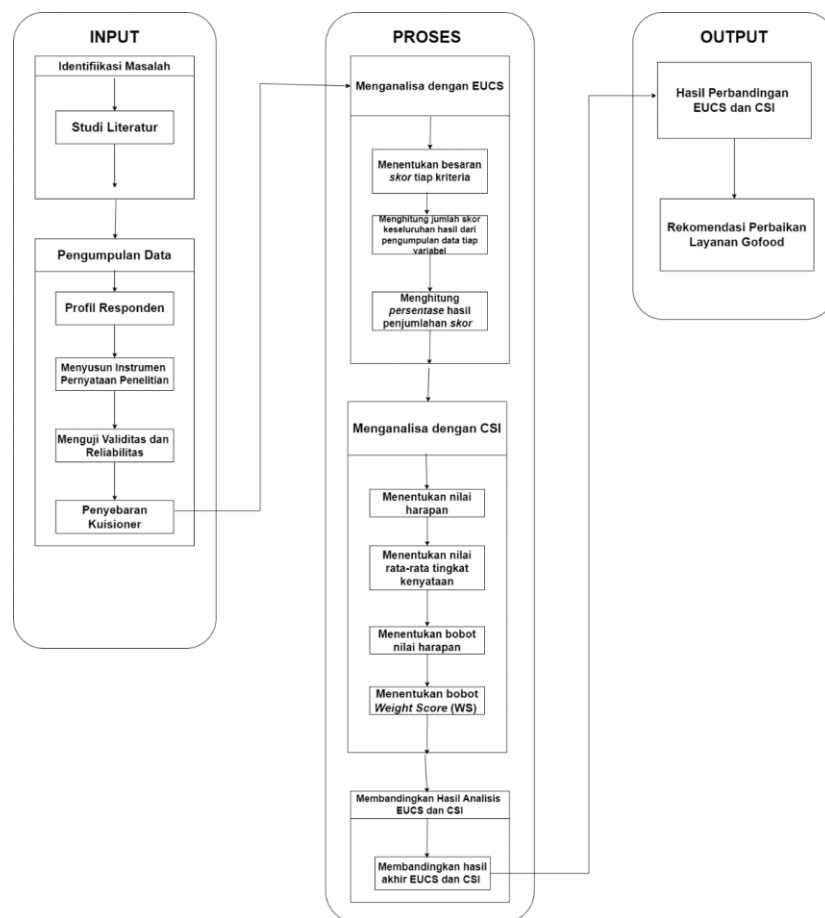 INPUT
Identifiikasi Masalah
Studi Literatur
Pengumpulan Data
Profil Responden
Menyusun Instrumen
Pernyataan Penelitian
Menguji Validitas dan
Reliabilitas
Penyebaran
Kuisioner
PROSES
Menganalisa dengan EUCS
Menentukan besaran
skor tiap kriteria
Menghitung jumlah skor
keseluruhan hasil dari
pengumpulan data tiap
variabel
Menghitung
persentase hasil
penjumlahan skor
Menganalisa dengan CSI
Menentukan nilai
harapan
Menentukan nilai
rata-rata tingkat
kenyataan
Menentukan bobot
nilai harapan
Menentukan bobot
Weight Score (WS)
Membandingkan Hasil Analisis
EUCS dan CSI
Membandingkan hasil
akhir EUCS dan CSI
OUTPUT
Hasil Perbandingan
EUCS dan CSI
Rekomendasi Perbaikan
Layanan Gofood